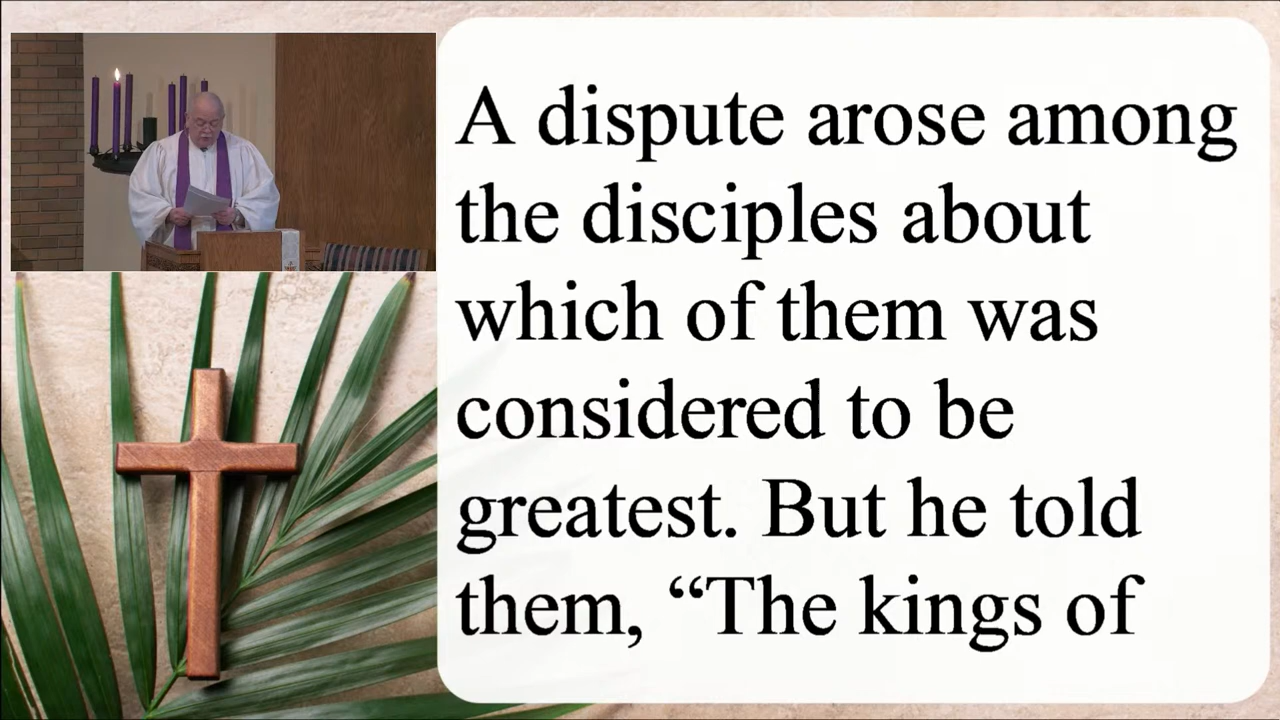 A dispute arose among
the disciples about
which of them was
considered to be
greatest. But he told
them, “The kings of